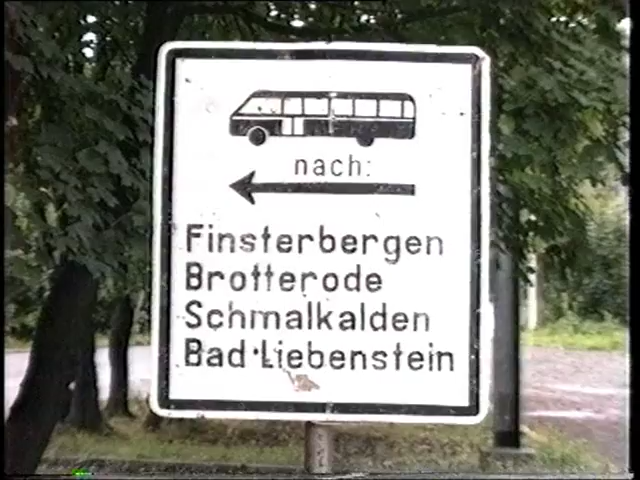 nach:
Finsterbergen
Brotterode
Schmalkalden
Bad Liebenstein